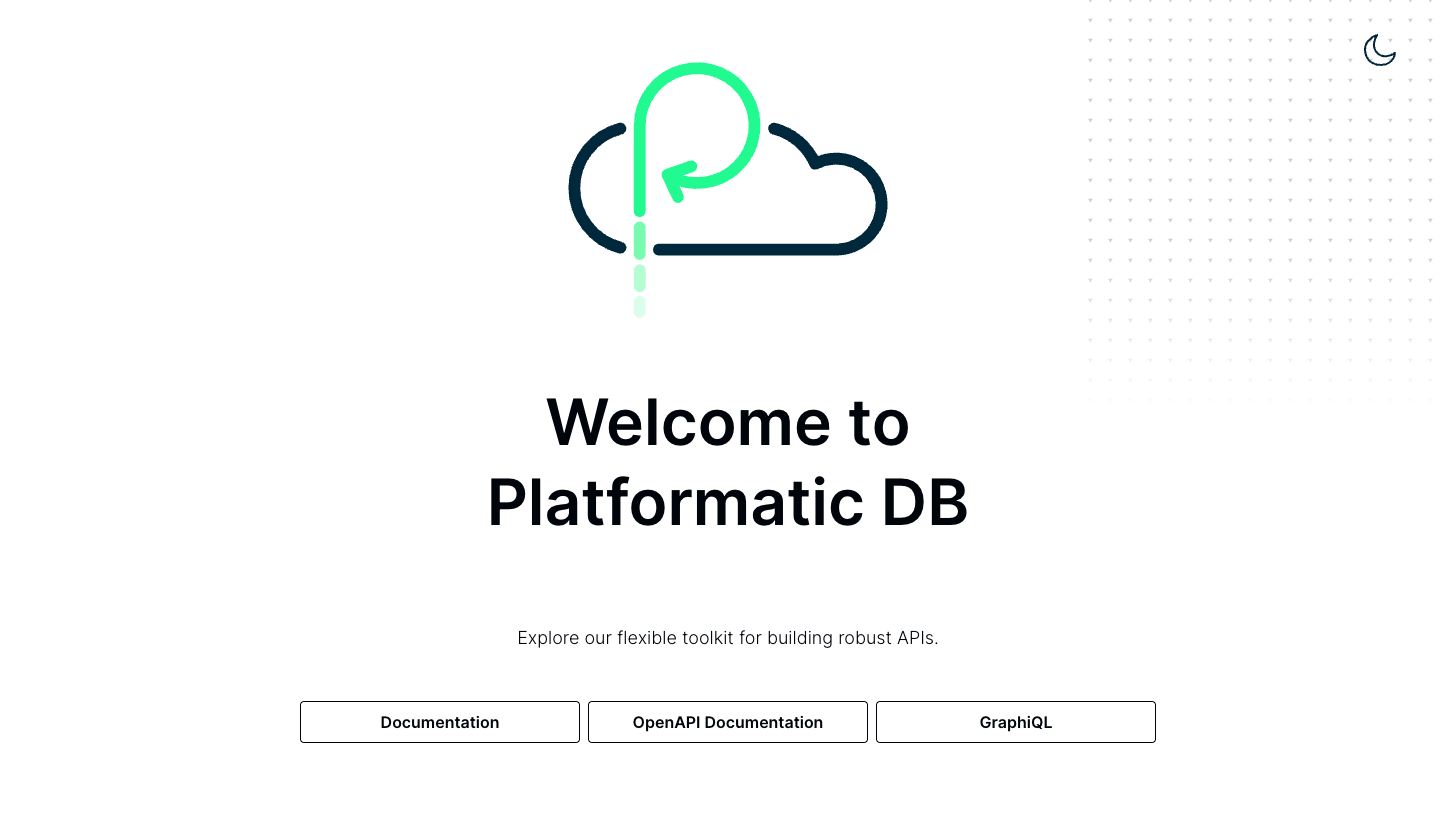 Welcome to
Platformatic DB
Explore our flexible toolkit for building robust APIs.
Documentation
OpenAPI Documentation
GraphiQL